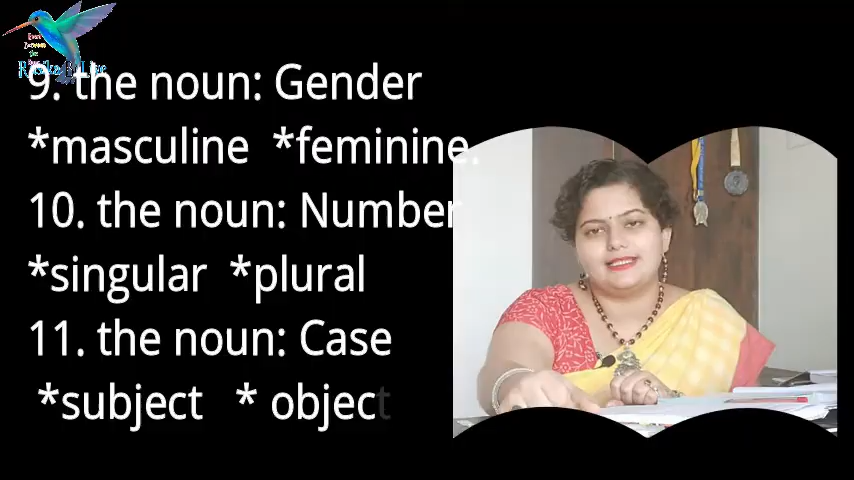 9. the noun: Gender
*masculine *feminine.
10. the noun: Number
*singular *plural
11. the noun: Case
*subject * object